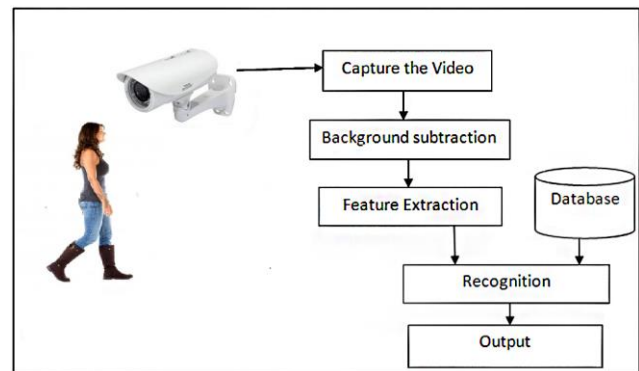 Capture the Video
Background subtraction
Feature Extraction
Database
Recognition
Output